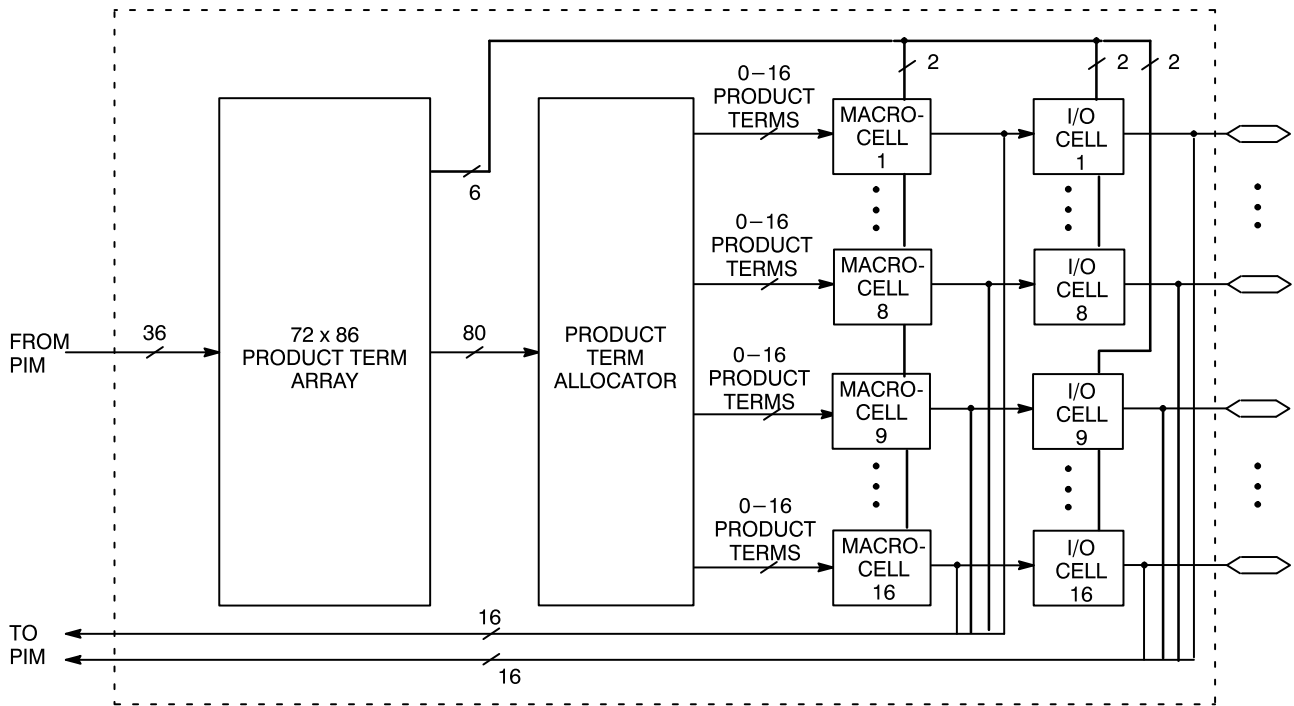 0−16
PRODUCT
TERMS
2
2
2
MACRO-
CELL
1
I/O
CELL
1
6
0−16
PRODUCT
TERMS
MACRO-
CELL
8
I/O
CELL
8
FROM
PIM
36
72 x 86
PRODUCT TERM
ARRAY
80
PRODUCT
TERM
ALLOCATOR
0−16
PRODUCT
TERMS
MACRO-
CELL
9
I/O
CELL
9
0−16
PRODUCT
TERMS
MACRO-
CELL
16
I/O
CELL
16
TO
PIM
16
16